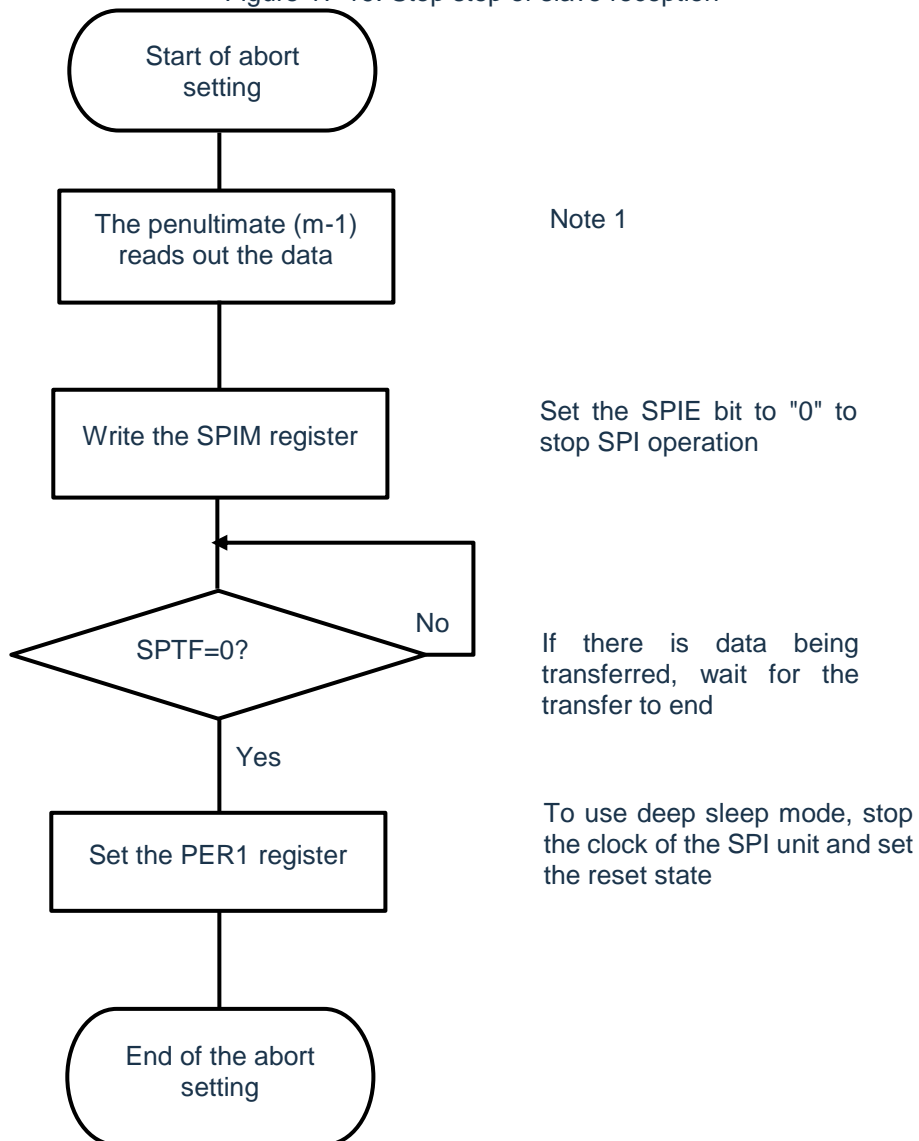 Start of abort
setting
The penultimate (m-1)
reads out the data
Note 1
Write the SPIM register
Set the SPIE bit to "0" to
stop SPI operation
SPTF=0?
No
If there is data being
transferred, wait for the
transfer to end
Yes
Set the PER1 register
To use deep sleep mode, stop
the clock of the SPI unit and set
the reset state
End of the abort
setting